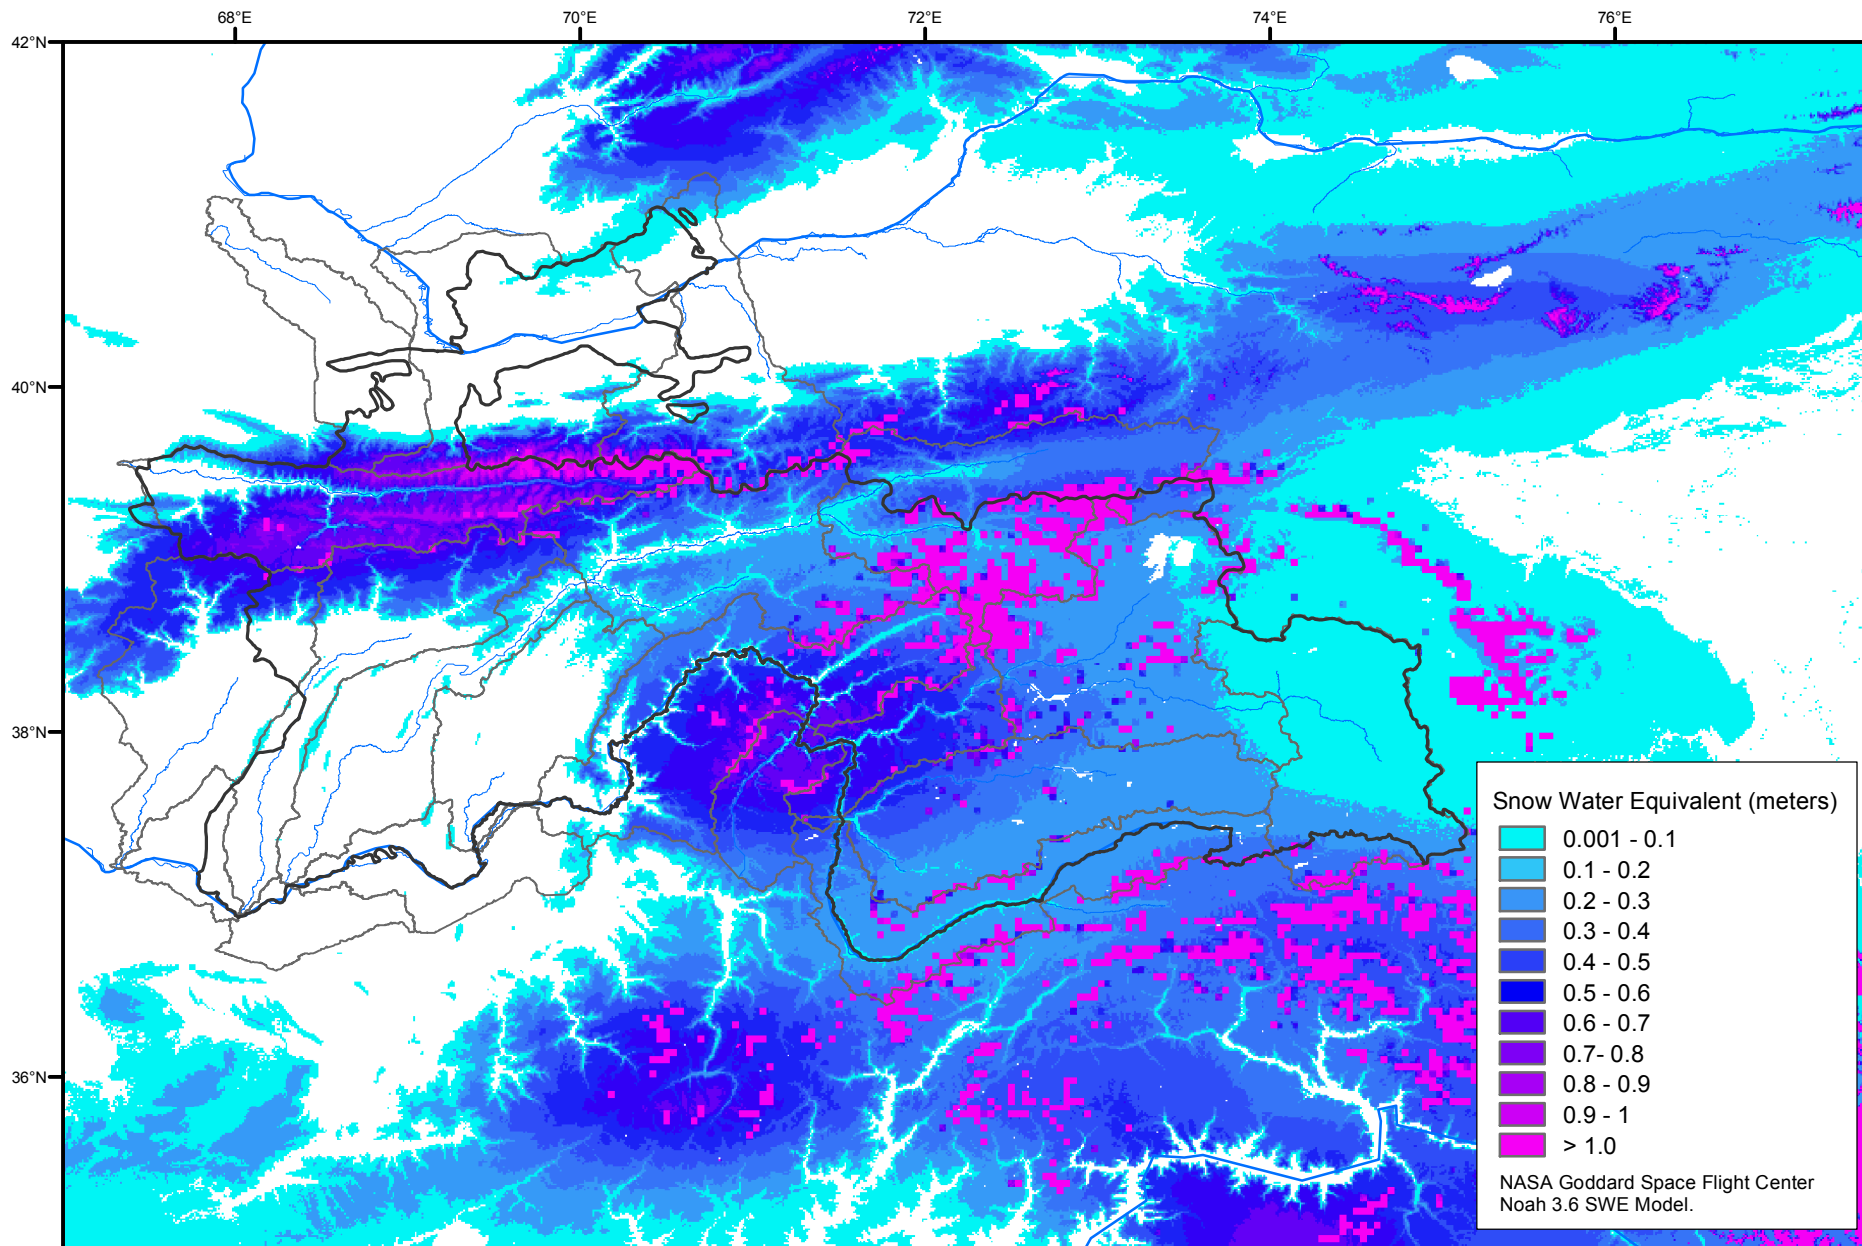 68°E
70°E
72°E
74°E
76°E
42°N
40°N
38°N
36°N
Snow Water Equivalent (meters)
0.001 - 0.1
0.1 - 0.2
0.2 - 0.3
0.3 - 0.4
0.4 - 0.5
0.5 - 0.6
0.6 - 0.7
0.7- 0.8
0.8 - 0.9
0.9 - 1
> 1.0
NASA Goddard Space Flight Center
Noah 3.6 SWE Model.